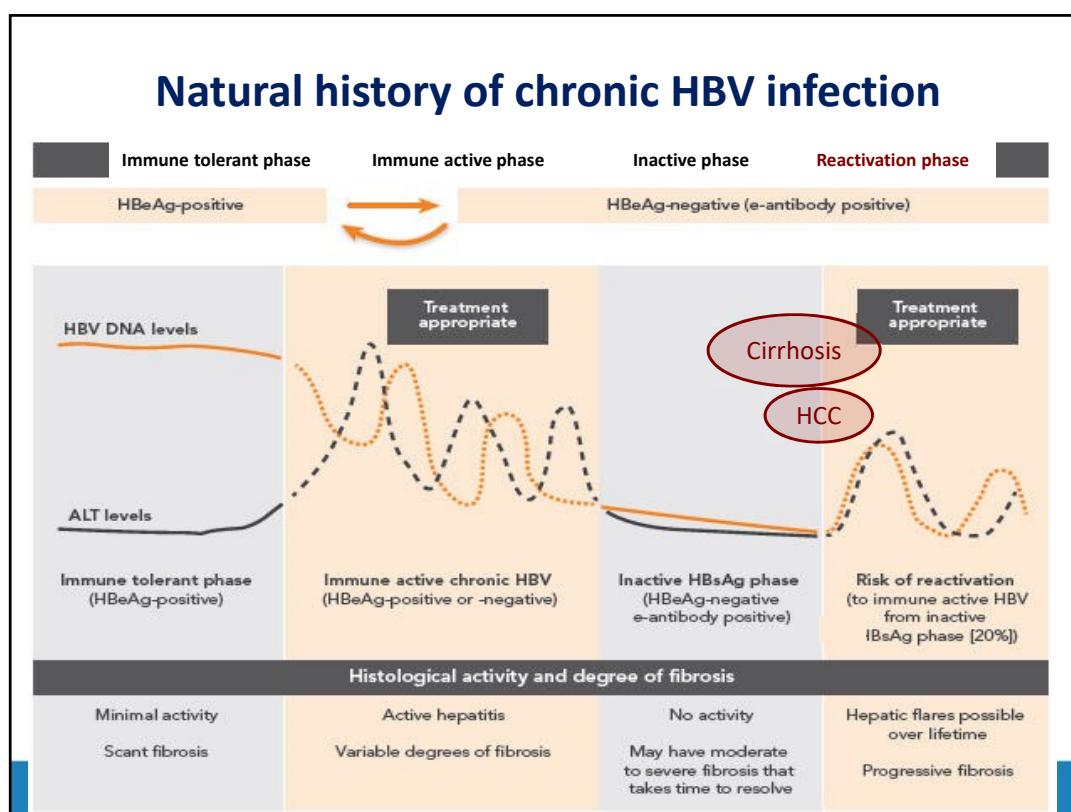 Natural history of chronic HBV infection
Immune tolerant phase
Immune active phase
Inactive phase
Reactivation phase
HBeAg-positive
HBeAg-negative (e-antibody positive)
HBV DNA levels
ALT levels
Treatment
appropriate
Cirrhosis
HCC
Treatment
appropriate
Immune tolerant phase
(HBeAg-positive)
Immune active chronic HBV
(HBeAg-positive or -negative)
Inactive HBsAg phase
(HBeAg-negative
e-antibody positive)
Risk of reactivation
(to immune active HBV
from inactive
HBsAg phase [20%])
Histological activity and degree of fibrosis
Minimal activity
Scant fibrosis
Active hepatitis
Variable degrees of fibrosis
No activity
May have moderate
to severe fibrosis that
takes time to resolve
Hepatic flares possible
over lifetime
Progressive fibrosis